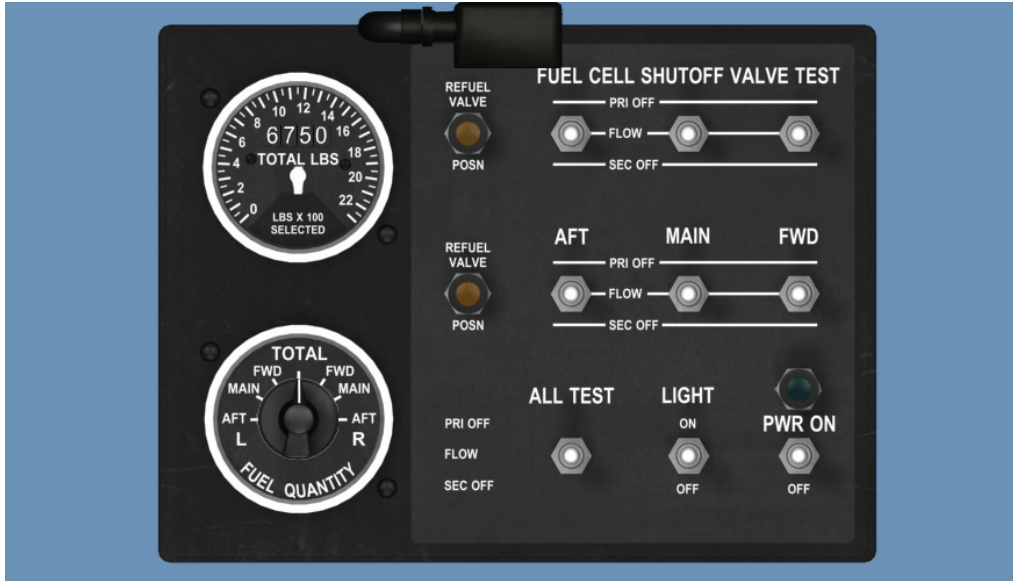 FUEL CELL SHUTOFF VALVE TEST
REFUEL
VALVE
POSN
PRI OFF
FLOW
SEC OFF
0 2 4 6 8 10 12 14 16 18 20 22
6750
TOTAL LBS
LBS X 100
SELECTED
AFT MAIN FWD
REFUEL
VALVE
POSN
PRI OFF
FLOW
SEC OFF
TOTAL
FWD FWD
MAIN MAIN
AFT AFT
L R
FUEL QUANTITY
ALL TEST
PRI OFF
FLOW
SEC OFF
LIGHT
ON
OFF
PWR ON
OFF